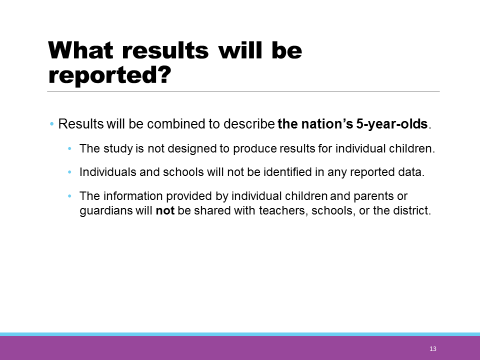 What results will be
reported?
• Results will be combined to describe the nation’s 5-year-olds.
• The study is not designed to produce results for individual children.
• Individuals and schools will not be identified in any reported data.
• The information provided by individual children and parents or
guardians will not be shared with teachers, schools, or the district.
13